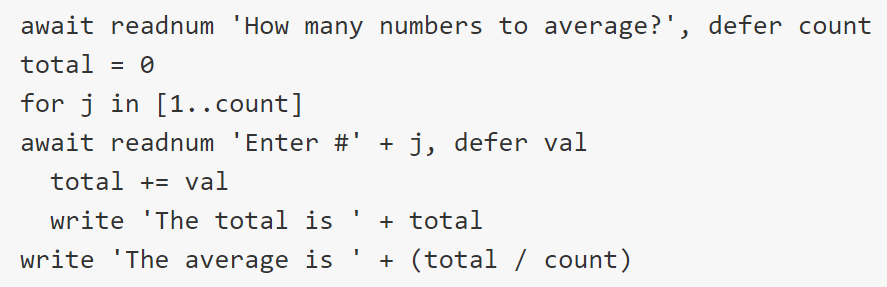 await readnum 'How many numbers to average?', defer count
total = 0
for j in [1..count]
await readnum 'Enter #' + j, defer val
  total += val
  write 'The total is ' + total
write 'The average is ' + (total / count)